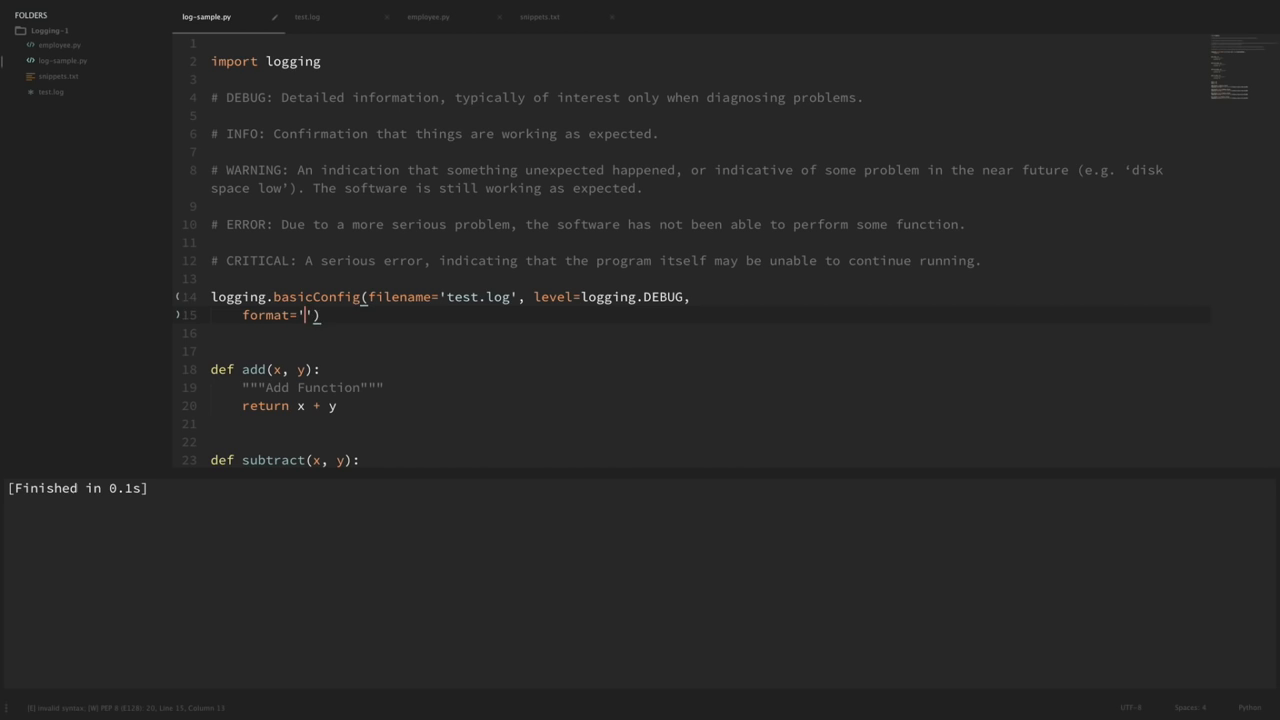 FOLDERS
Logging-1
employee.py
log-sample.py
snippets.txt
test.log
log-sample.py
test.log
employee.py
snippets.txt
1
2 import logging
3
4 # DEBUG: Detailed information, typically of interest only when diagnosing problems.
5
6 # INFO: Confirmation that things are working as expected.
7
8 # WARNING: An indication that something unexpected happened, or indicative of some problem in the near future (e.g. ‘disk
space low’). The software is still working as expected.
9
10 # ERROR: Due to a more serious problem, the software has not been able to perform some function.
11
12 # CRITICAL: A serious error, indicating that the program itself may be unable to continue running.
13
14 logging.basicConfig(filename='test.log', level=logging.DEBUG,
15     format='')
16
17
18 def add(x, y):
19     """Add Function"""
20     return x + y
21
22
23 def subtract(x, y):
[Finished in 0.1s]
[E] invalid syntax; [W] PEP 8 (E128): 20, Line 15, Column 13
UTF-8
Spaces: 4
Python